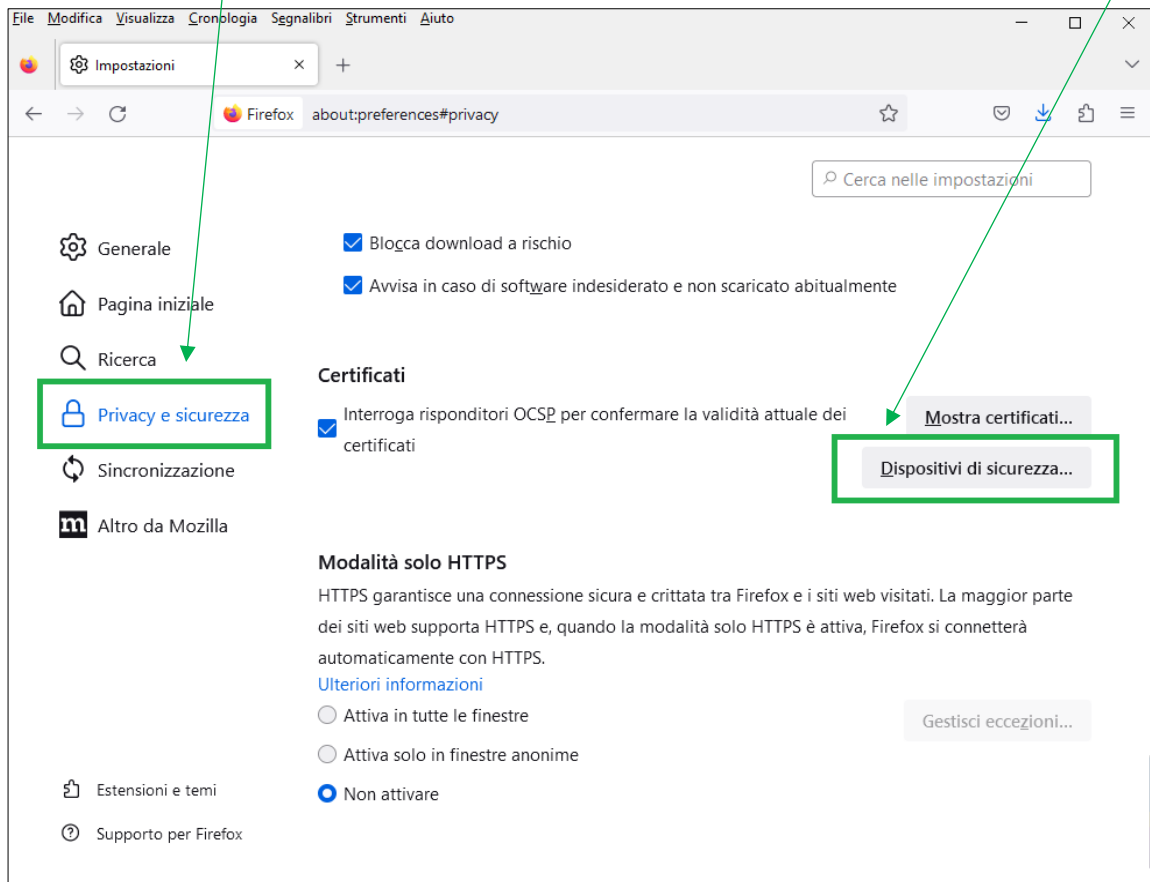 File Modifica Visualizza Cronologia Segnalibri Strumenti Aiuto
Impostazioni
Firefox about:preferences#privacy
Cerca nelle impostazioni
Generale
Pagina iniziale
Ricerca
Privacy e sicurezza
Sincronizzazione
m Altro da Mozilla
Estensioni e temi
Supporto per Firefox
Blocca download a rischio
Avvisa in caso di software indesiderato e non scaricato abitualmente
Certificati
Interroga risponditori OCSP per confermare la validità attuale dei
certificati
Mostra certificati...
Dispositivi di sicurezza...
Modalità solo HTTPS
HTTPS garantisce una connessione sicura e crittata tra Firefox e i siti web visitati. La maggior parte
dei siti web supporta HTTPS e, quando la modalità solo HTTPS è attiva, Firefox si connetterà
automaticamente con HTTPS.
Ulteriori informazioni
Attiva in tutte le finestre
Gestisci eccezioni...
Attiva solo in finestre anonime
Non attivare